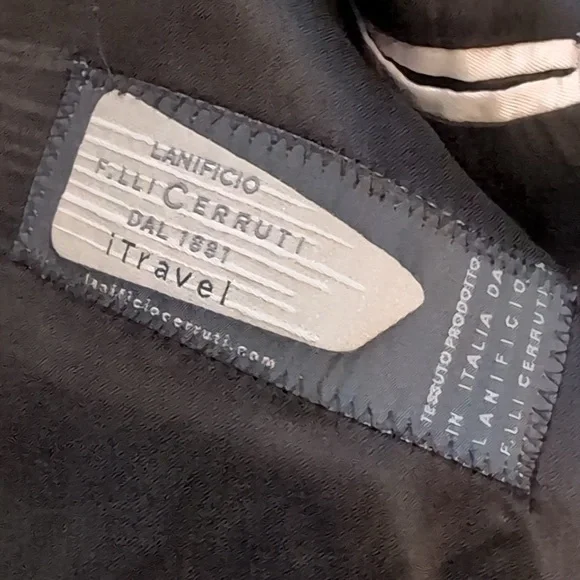 LANIFICIO
F.LLI CERRUTI
DAL 1881
iTravel
lanificiocerruti.com
TESSUTO PRODOTTO
IN ITALIA DA
LANIFICIO
F.LLI CERRUTI